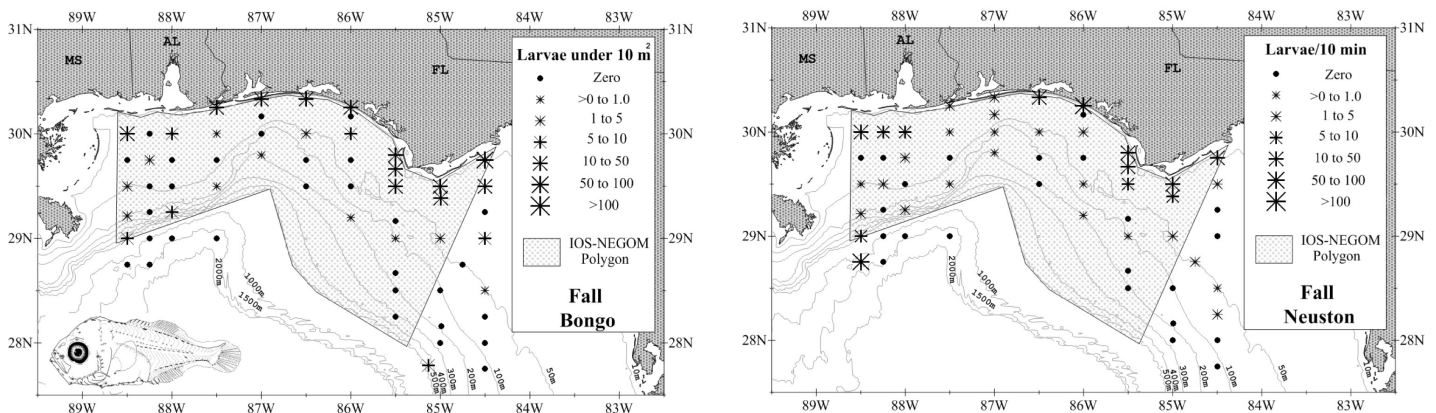 89W 88W 87W 86W 85W 84W 83W
31N
30N
29N
28N
MS
AL
FL
Larvae under 10 m2
Zero
>0 to 1.0
1 to 5
5 to 10
10 to 50
50 to 100
>100
IOS-NEGOM
Polygon
Fall
Bongo
10m
2000m
1000m
1500m
500m
400m
300m
200m
100m
50m
10m
89W 88W 87W 86W 85W 84W 83W
89W 88W 87W 86W 85W 84W 83W
31N 31N
30N 30N
29N 29N
28N 28N
MS
AL
FL
Larvae/10 min
Zero
>0 to 1.0
1 to 5
5 to 10
10 to 50
50 to 100
>100
IOS-NEGOM
Polygon
Fall
Neuston
2000m
1000m
1500m
500m
400m
300m
200m
100m
50m
10m
89W 88W 87W 86W 85W 84W 83W